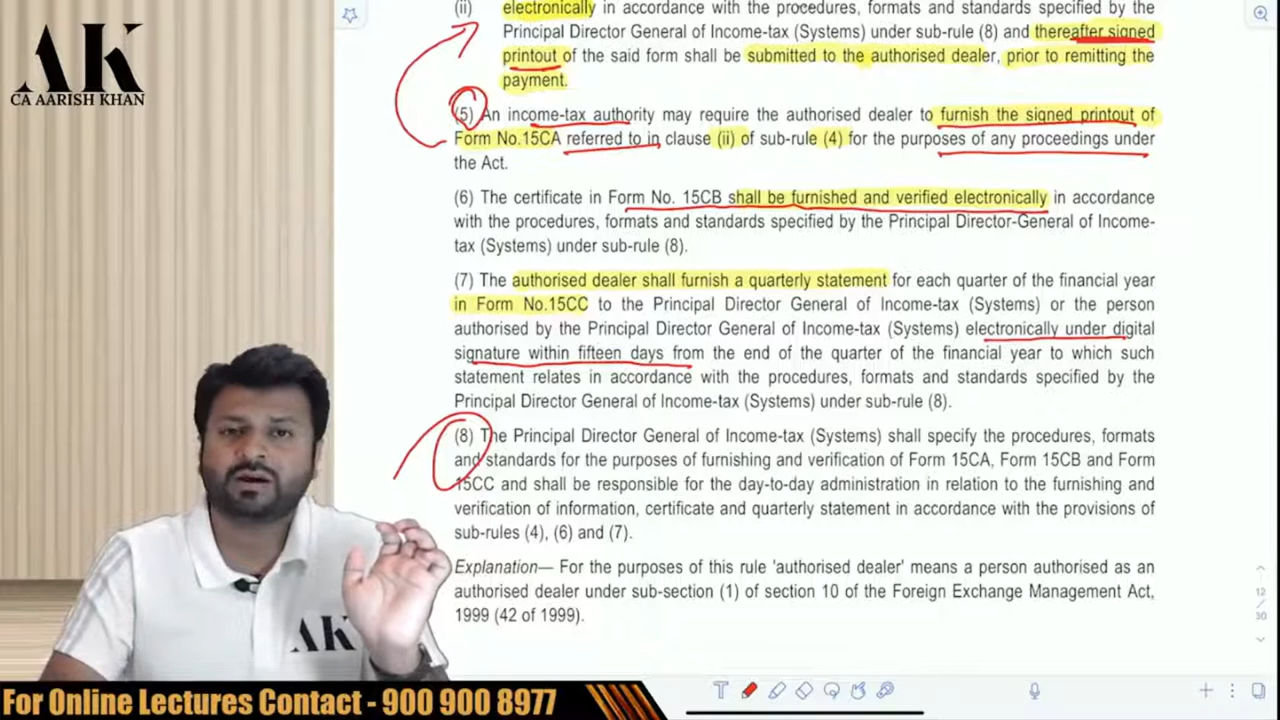 AK
CA AARISH KHAN
(ii) electronically in accordance with the procedures, formats and standards specified by the
Principal Director General of Income-tax (Systems) under sub-rule (8) and thereafter signed
printout of the said form shall be submitted to the authorised dealer, prior to remitting the
payment.
(5) An income-tax authority may require the authorised dealer to furnish the signed printout of
Form No.15CA referred to in clause (ii) of sub-rule (4) for the purposes of any proceedings under
the Act.
(6) The certificate in Form No. 15CB shall be furnished and verified electronically in accordance
with the procedures, formats and standards specified by the Principal Director-General of Income-
tax (Systems) under sub-rule (8).
(7) The authorised dealer shall furnish a quarterly statement for each quarter of the financial year
in Form No.15CC to the Principal Director General of Income-tax (Systems) or the person
authorised by the Principal Director General of Income-tax (Systems) electronically under digital
signature within fifteen days from the end of the quarter of the financial year to which such
statement relates in accordance with the procedures, formats and standards specified by the
Principal Director General of Income-tax (Systems) under sub-rule (8).
(8) The Principal Director General of Income-tax (Systems) shall specify the procedures, formats
and standards for the purposes of furnishing and verification of Form 15CA, Form 15CB and Form
15CC and shall be responsible for the day-to-day administration in relation to the furnishing and
verification of information, certificate and quarterly statement in accordance with the provisions of
sub-rules (4), (6) and (7).
Explanation— For the purposes of this rule 'authorised dealer' means a person authorised as an
authorised dealer under sub-section (1) of section 10 of the Foreign Exchange Management Act,
1999 (42 of 1999).
12
/
30
AK
For Online Lectures Contact - 900 900 8977